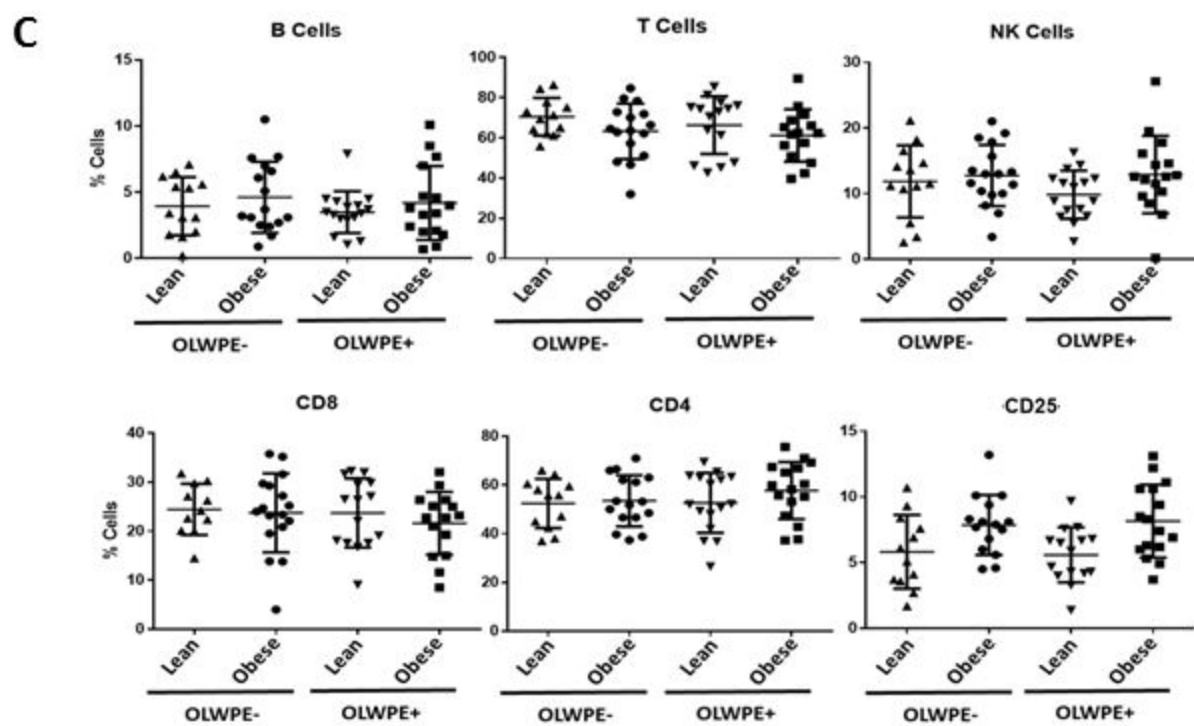 C
B Cells
T Cells
NK Cells
% Cells
15
10
5
0
100
80
60
40
20
0
30
20
10
0
Lean
Obese
Lean
Obese
Lean
Obese
Lean
Obese
Lean
Obese
Lean
Obese
OLWPE-
OLWPE+
OLWPE-
OLWPE+
OLWPE-
OLWPE+
CD8
CD4
CD25
% Cells
40
30
20
10
0
80
60
40
20
0
15
10
5
0
Lean
Obese
Lean
Obese
Lean
Obese
Lean
Obese
Lean
Obese
Lean
Obese
OLWPE-
OLWPE+
OLWPE-
OLWPE+
OLWPE-
OLWPE+